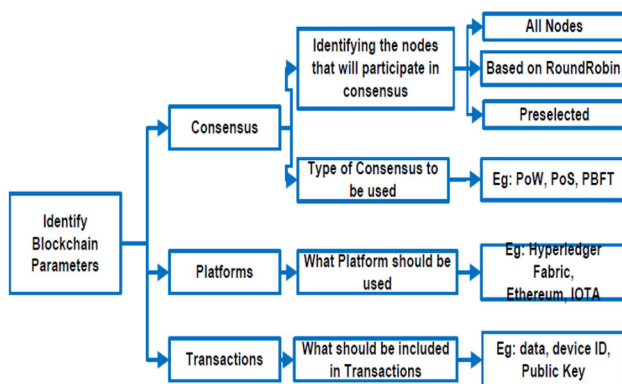 Identify
Blockchain
Parameters
Consensus
Identifying the nodes
that will participate in
consensus
All Nodes
Based on RoundRobin
Preselected
Type of Consensus to
be used
Eg: PoW, PoS, PBFT
Platforms
What Platform should be
used
Eg: Hyperledger
Fabric,
Ethereum, IOTA
Transactions
What should be included
in Transactions
Eg: data, device ID,
Public Key